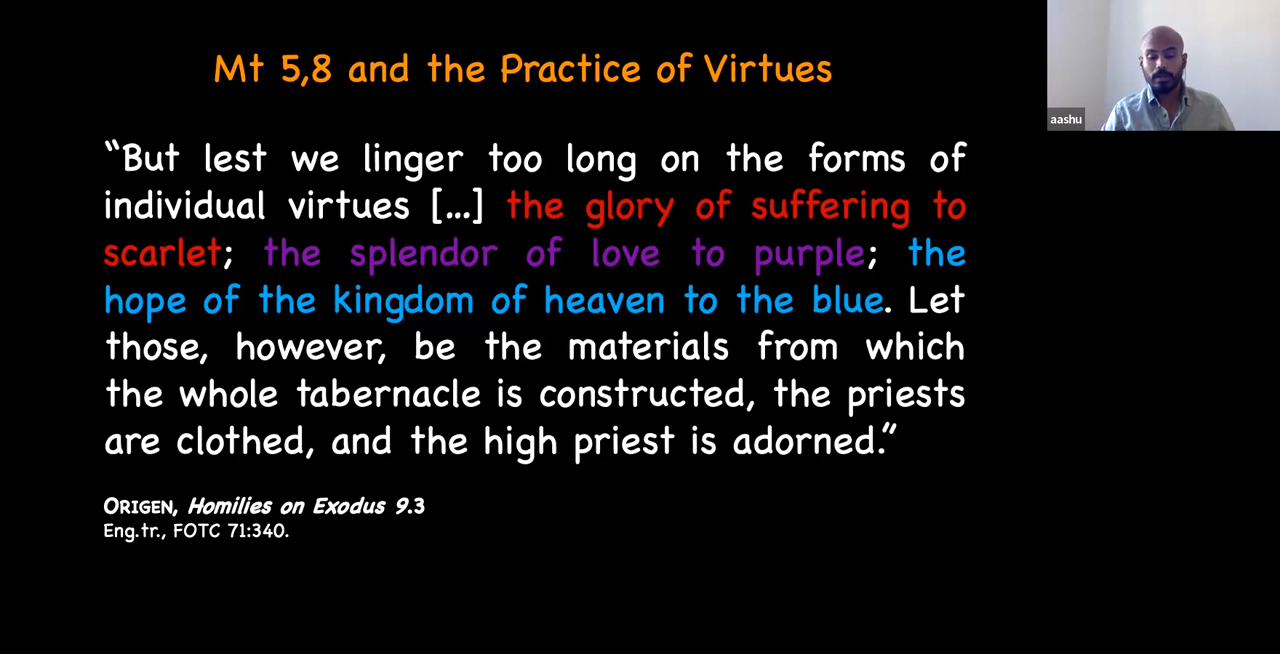 Mt 5,8 and the Practice of Virtues
aashu
“But lest we linger too long on the forms of
individual virtues [...] the glory of suffering to
scarlet; the splendor of love to purple; the
hope of the kingdom of heaven to the blue. Let
those, however, be the materials from which
the whole tabernacle is constructed, the priests
are clothed, and the high priest is adorned.”
ORIGEN, Homilies on Exodus 9.3
Eng.tr., FOTC 71:340.